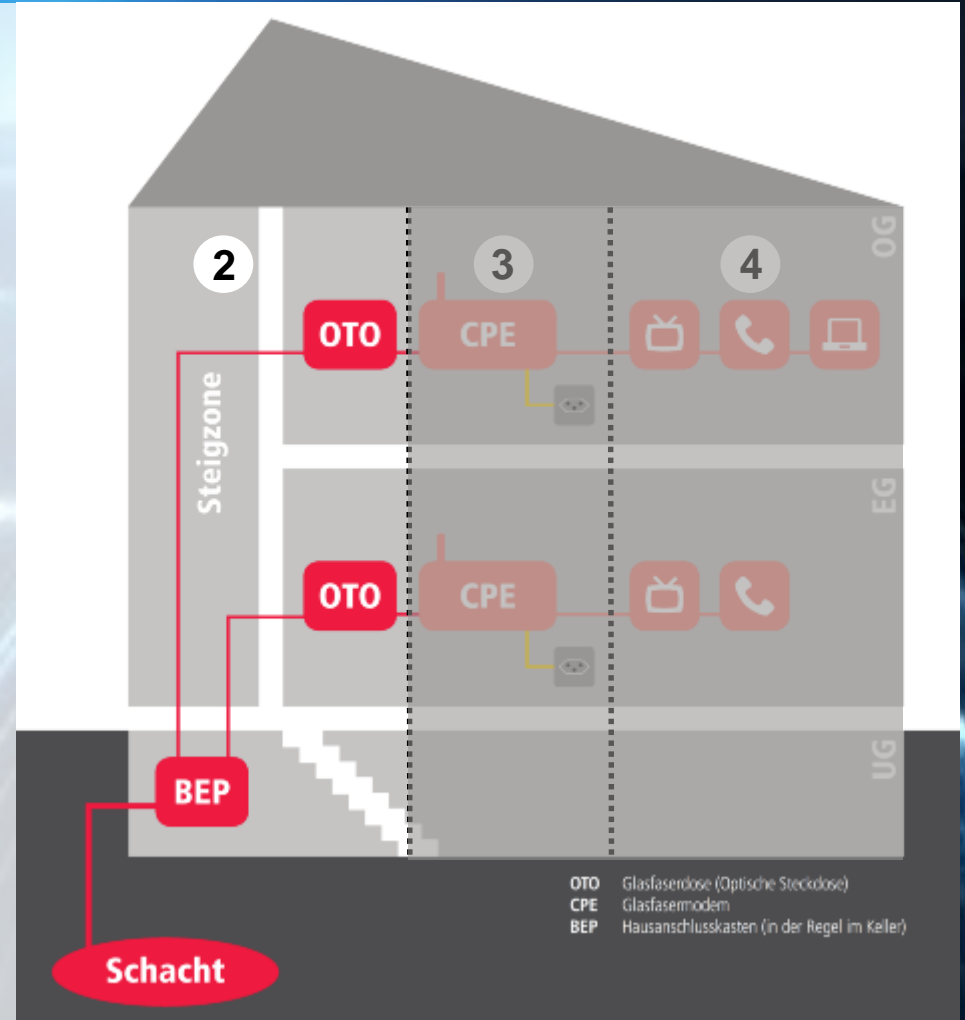 2
3
4
OG
OTO
CPE
Steigzone
EG
OTO
CPE
UG
BEP
OTO Glasfaserdose (Optische Steckdose)
CPE Glasfasermodem
BEP Hausanschlusskasten (in der Regel im Keller)
Schacht